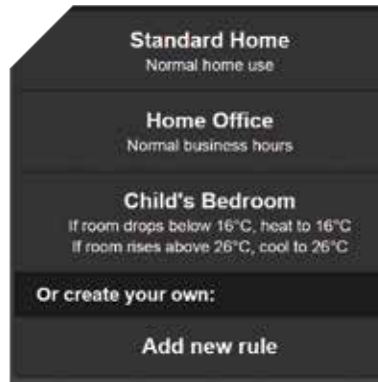 Standard Home
Normal home use
Home Office
Normal business hours
Child's Bedroom
If room drops below 16°C, heat to 16°C
If room rises above 26°C, cool to 26°C
Or create your own:
Add new rule